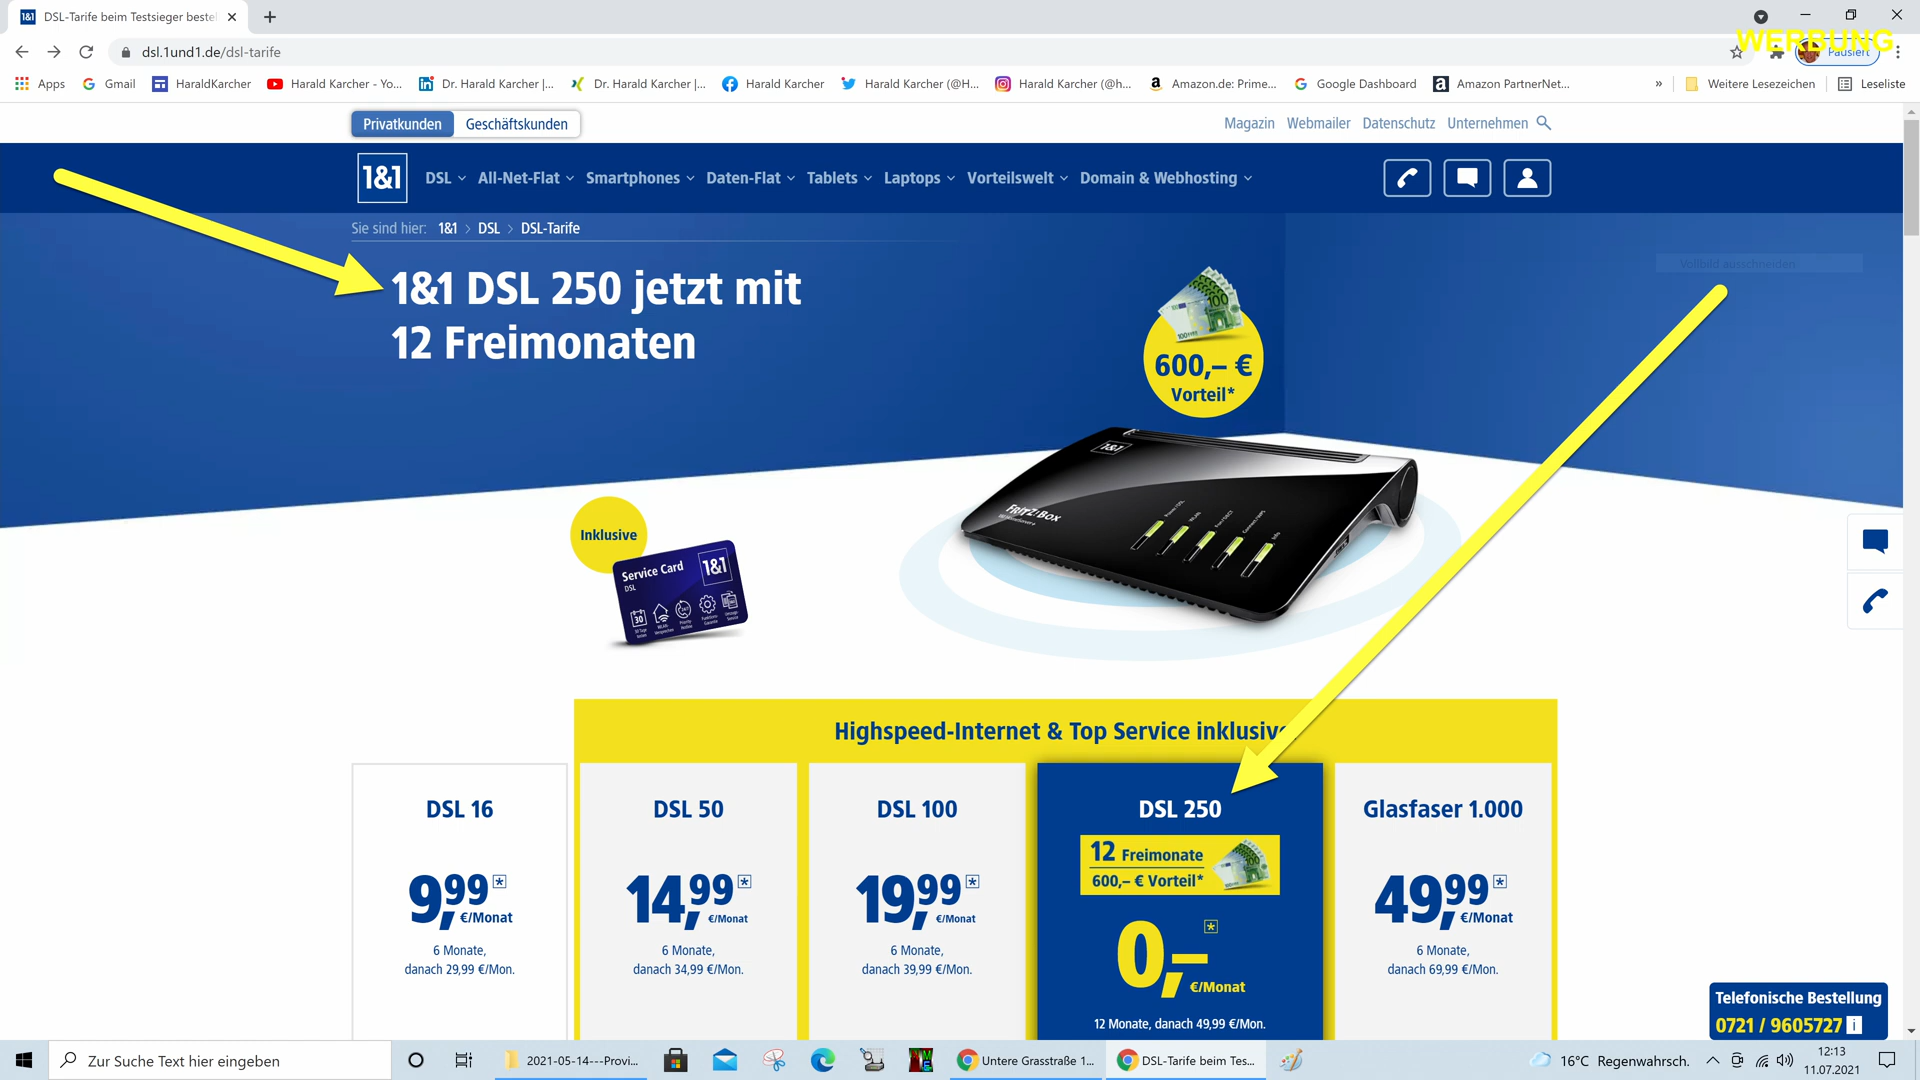 1&1 DSL-Tarife beim Testsieger beste
WERBUNG
dsl.1und1.de/dsl-tarife
Pausiert
Apps
Gmail
HaraldKarcher
Harald Karcher - Yo...
Dr. Harald Karcher |...
Dr. Harald Karcher |...
Harald Karcher
Harald Karcher (@H...
Harald Karcher (@h...
Amazon.de: Prime...
Google Dashboard
Amazon PartnerNet...
»
Weitere Lesezeichen
Leseliste
Privatkunden
Geschäftskunden
Magazin
Webmailer
Datenschutz
Unternehmen
1&1
DSL
All-Net-Flat
Smartphones
Daten-Flat
Tablets
Laptops
Vorteilswelt
Domain & Webhosting
Sie sind hier: 1&1 > DSL > DSL-Tarife
Vollbild ausschneiden
1&1 DSL 250 jetzt mit
12 Freimonaten
600,– €
Vorteil*
1&1
FRITZ!Box
Inklusive
Service Card
DSL
1&1
Highspeed-Internet & Top Service inklusive
DSL 16
9,99 *
€/Monat
6 Monate,
danach 29,99 €/Mon.
DSL 50
14,99 *
€/Monat
6 Monate,
danach 34,99 €/Mon.
DSL 100
19,99 *
€/Monat
6 Monate,
danach 39,99 €/Mon.
DSL 250
12 Freimonate
600,– € Vorteil*
0,– *
€/Monat
12 Monate, danach 49,99 €/Mon.
Glasfaser 1.000
49,99 *
€/Monat
6 Monate,
danach 69,99 €/Mon.
Telefonische Bestellung
0721 / 9605727 i
Zur Suche Text hier eingeben
2021-05-14---Provi...
Untere Grasstraße 1...
DSL-Tarife beim Tes...
16°C Regenwahrsch.
12:13
11.07.2021